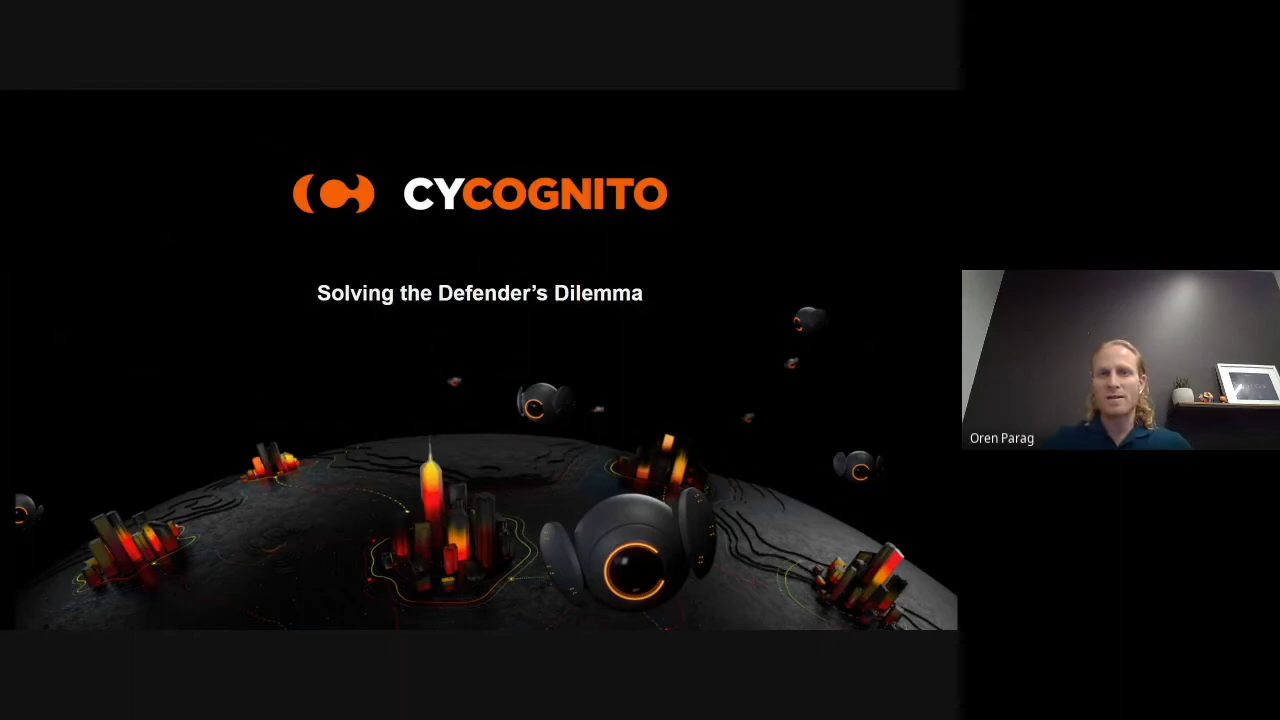 CYCOGNITO
Solving the Defender’s Dilemma
Oren Parag